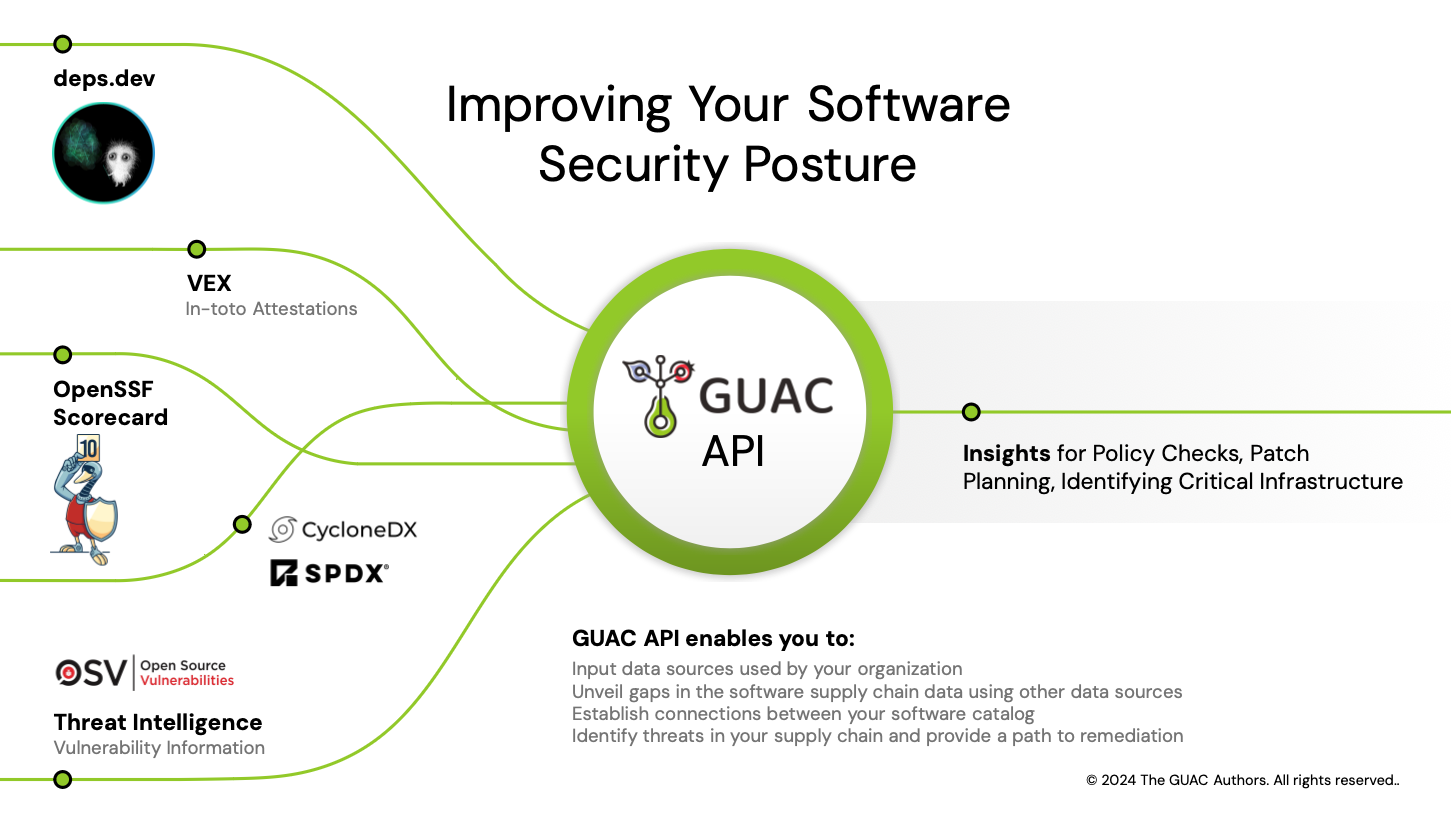 Improving Your Software
Security Posture
deps.dev
VEX
In-toto Attestations
OpenSSF
Scorecard
10
CycloneDX
SPDX®
OSV
Open Source
Vulnerabilities
Threat Intelligence
Vulnerability Information
GUAC
API
Insights for Policy Checks, Patch
Planning, Identifying Critical Infrastructure
GUAC API enables you to:
Input data sources used by your organization
Unveil gaps in the software supply chain data using other data sources
Establish connections between your software catalog
Identify threats in your supply chain and provide a path to remediation
© 2024 The GUAC Authors. All rights reserved..